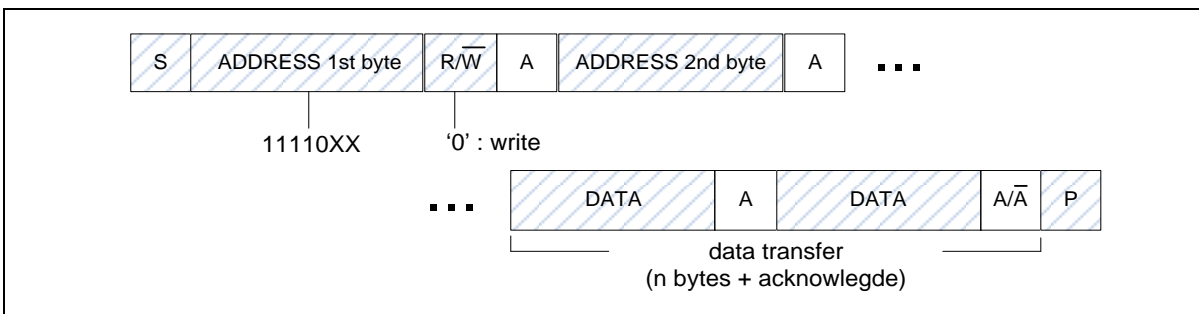 S ADDRESS 1st byte R/W̅ A ADDRESS 2nd byte A ...
11110XX '0' : write
... DATA A DATA A/A̅ P
data transfer
(n bytes + acknowlegde)